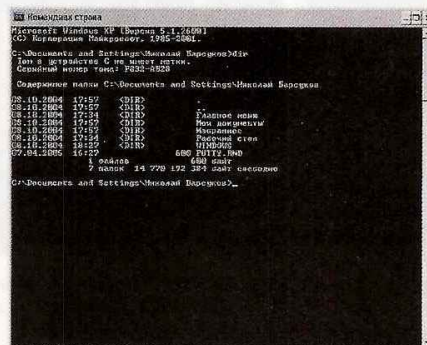 Командная строка
Microsoft Windows XP [Версия 5.1.2600]
(С) Корпорация Майкрософт, 1985-2001.
C:\Documents and Settings\Николай Барсуков>dir
Том в устройстве C не имеет метки.
Серийный номер тома: F832-A528
Содержимое папки C:\Documents and Settings\Николай Барсуков
08.10.2004 17:57 <DIR> .
08.10.2004 17:57 <DIR> ..
08.10.2004 17:34 <DIR> Главное меню
08.10.2004 17:57 <DIR> Мои документы
08.10.2004 17:57 <DIR> Избранное
08.10.2004 17:34 <DIR> Рабочий стол
08.10.2004 18:27 <DIR> WINDOWS
07.04.2005 16:27 600 PUTTY.RND
1 файлов 600 байт
7 папок 14 778 192 384 байт свободно
C:\Documents and Settings\Николай Барсуков>_